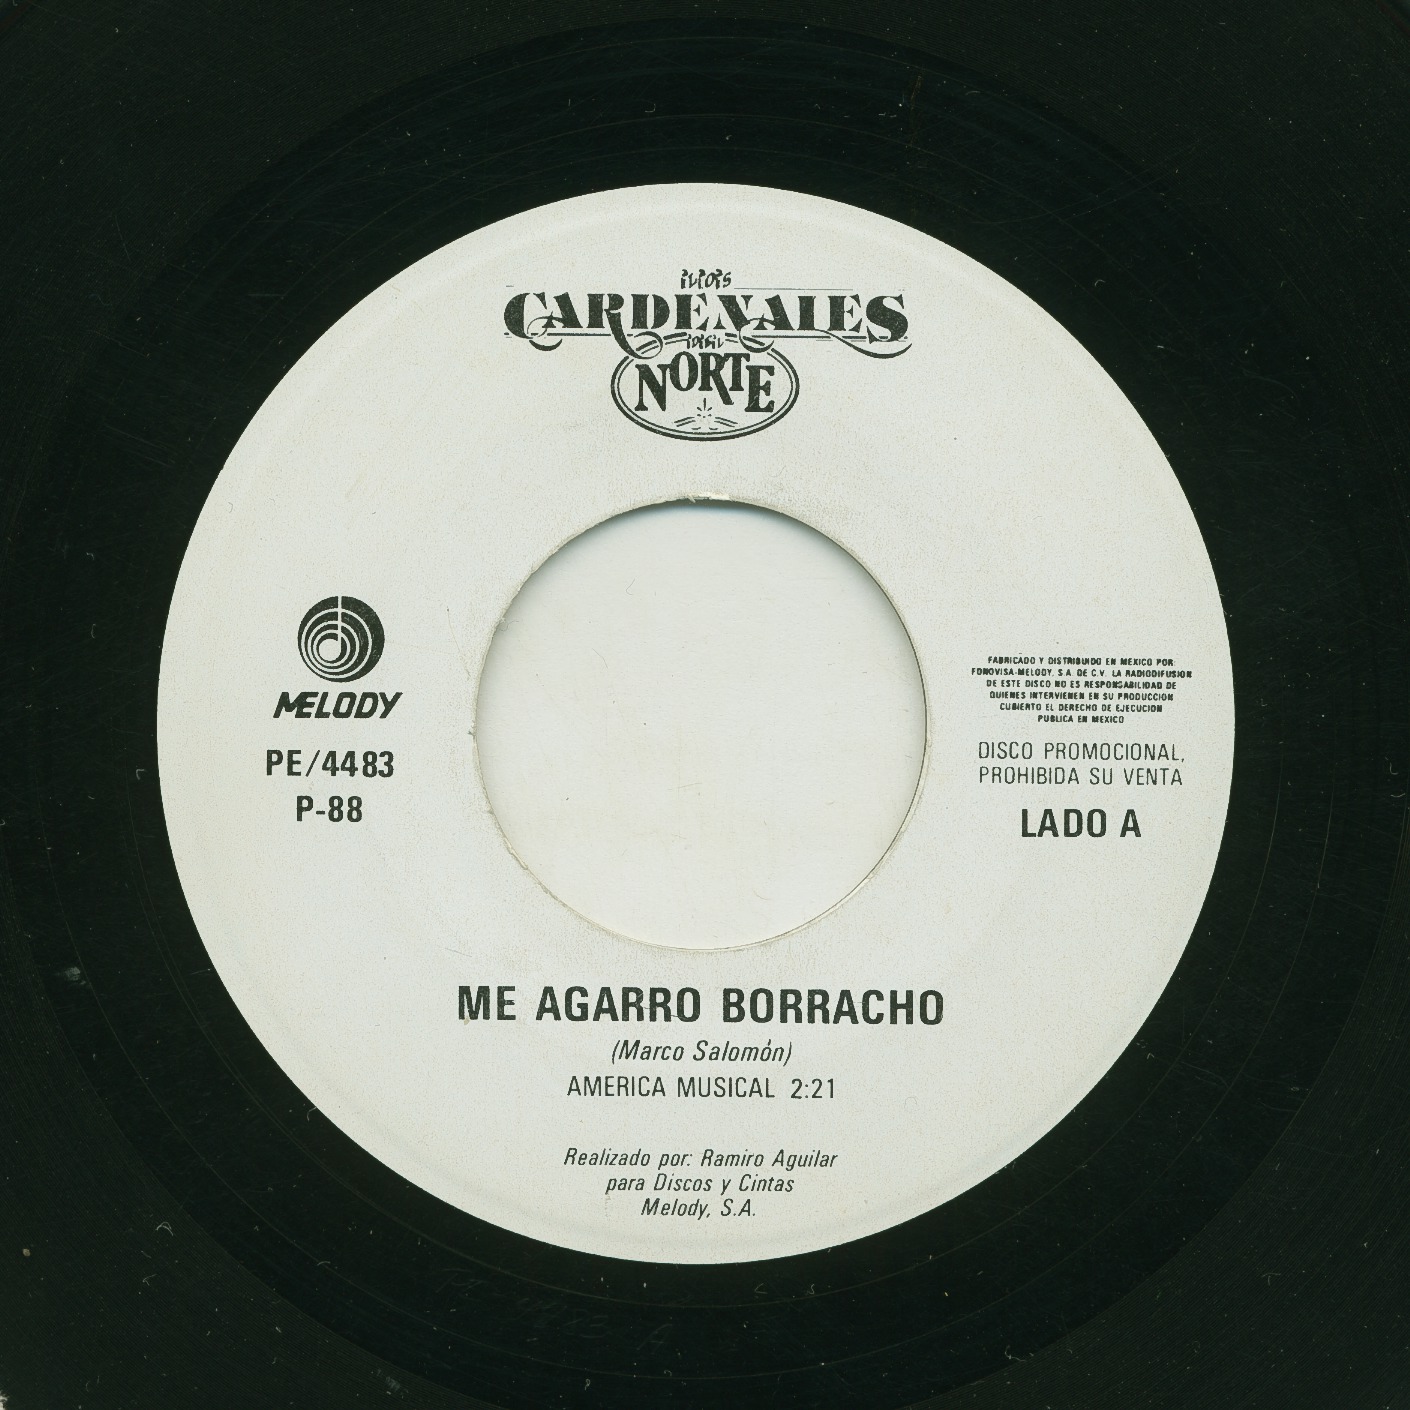 LOS
CARDENALES
DEL
NORTE
MELODY
PE/4483
P-88
FABRICADO Y DISTRIBUIDO EN MEXICO POR:
FONOVISA-MELODY, S.A. DE C.V. LA RADIODIFUSION
DE ESTE DISCO NO ES RESPONSABILIDAD DE
QUIENES INTERVIENEN EN SU PRODUCCION
CUBIERTO EL DERECHO DE EJECUCION
PUBLICA EN MEXICO
DISCO PROMOCIONAL,
PROHIBIDA SU VENTA
LADO A
ME AGARRO BORRACHO
(Marco Salomón)
AMERICA MUSICAL 2:21
Realizado por: Ramiro Aguilar
para Discos y Cintas
Melody, S.A.